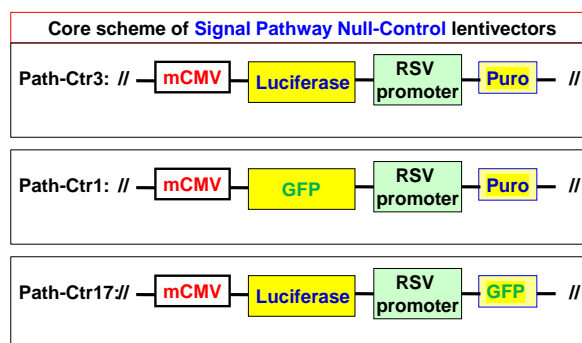 Core scheme of Signal Pathway Null-Control lentivectors
Path-Ctr3: // mCMV Luciferase RSV promoter Puro //
Path-Ctr1: // mCMV GFP RSV promoter Puro //
Path-Ctr17:// mCMV Luciferase RSV promoter GFP //